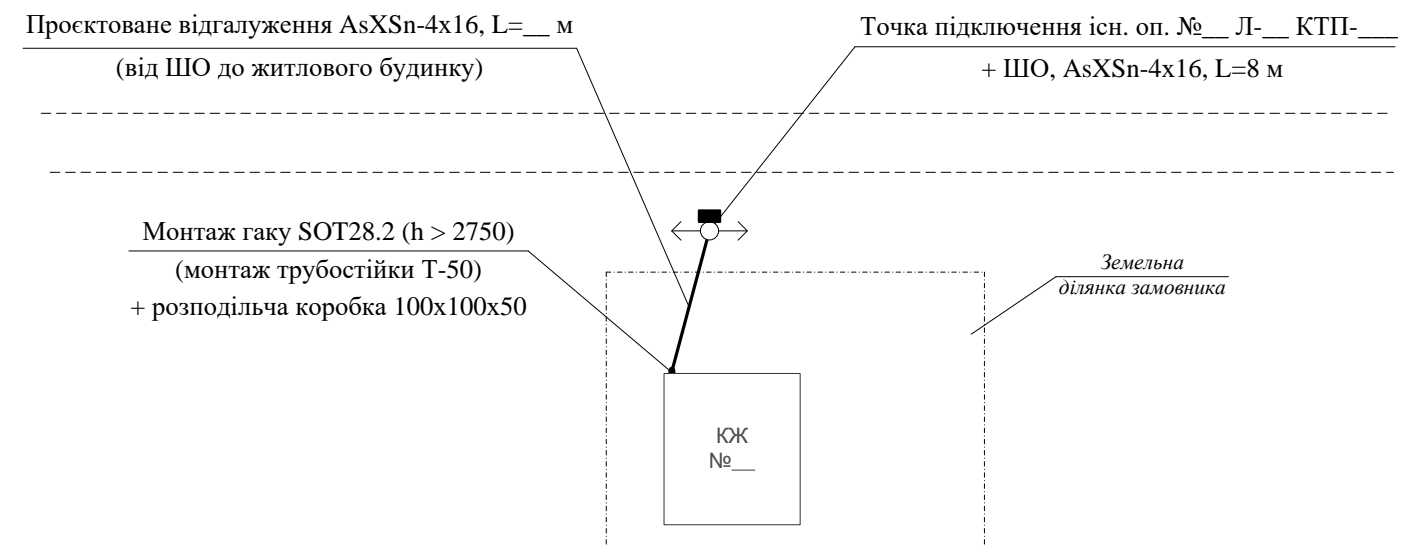 Проєктоване відгалуження AsXSn-4x16, L=__ м
(від ШО до житлового будинку)
Точка підключення існ. оп. №__ Л-__ КТП-___
+ ШО, AsXSn-4x16, L=8 м
Монтаж гаку SOT28.2 (h > 2750)
(монтаж трубостійки Т-50)
+ розподільча коробка 100х100х50
Земельна
ділянка замовника
КЖ
№__